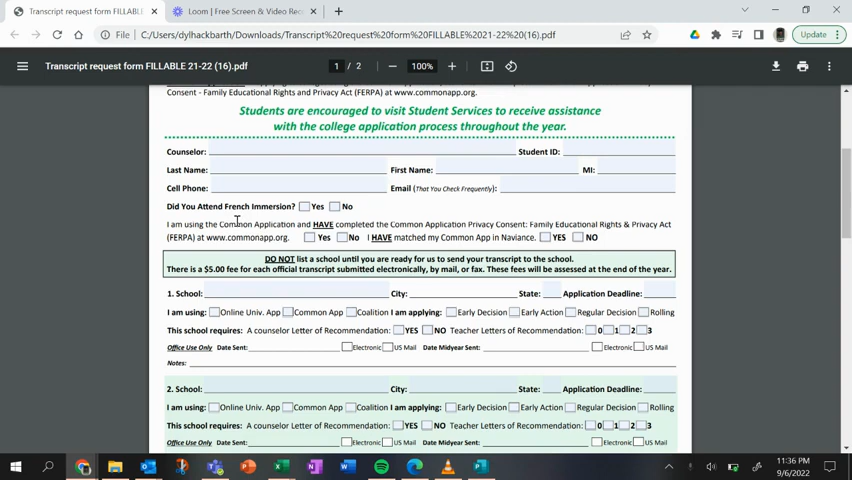 Transcript request form FILLABLE
Loom | Free Screen & Video Rec
C:/Users/dylhackbarth/Downloads/Transcript%20request%20form%20FILLABLE%2021-22%20(16).pdf
Update
Transcript request form FILLABLE 21-22 (16).pdf
1 / 2
100%
Consent - Family Educational Rights and Privacy Act (FERPA) at www.commonapp.org.
Students are encouraged to visit Student Services to receive assistance
with the college application process throughout the year.
Counselor: Student ID:
Last Name: First Name: MI:
Cell Phone: Email (That You Check Frequently):
Did You Attend French Immersion? Yes No
I am using the Common Application and HAVE completed the Common Application Privacy Consent: Family Educational Rights & Privacy Act
(FERPA) at www.commonapp.org. Yes No I HAVE matched my Common App in Naviance. YES NO
DO NOT list a school until you are ready for us to send your transcript to the school.
There is a $5.00 fee for each official transcript submitted electronically, by mail, or fax. These fees will be assessed at the end of the year.
1. School: City: State: Application Deadline:
I am using: Online Univ. App Common App Coalition I am applying: Early Decision Early Action Regular Decision Rolling
This school requires: A counselor Letter of Recommendation: YES NO Teacher Letters of Recommendation: 0 1 2 3
Office Use Only Date Sent: Electronic US Mail Date Midyear Sent: Electronic US Mail
Notes:
2. School: City: State: Application Deadline:
I am using: Online Univ. App Common App Coalition I am applying: Early Decision Early Action Regular Decision Rolling
This school requires: A counselor Letter of Recommendation: YES NO Teacher Letters of Recommendation: 0 1 2 3
Office Use Only Date Sent: Electronic US Mail Date Midyear Sent: Electronic US Mail
11:36 PM
9/6/2022